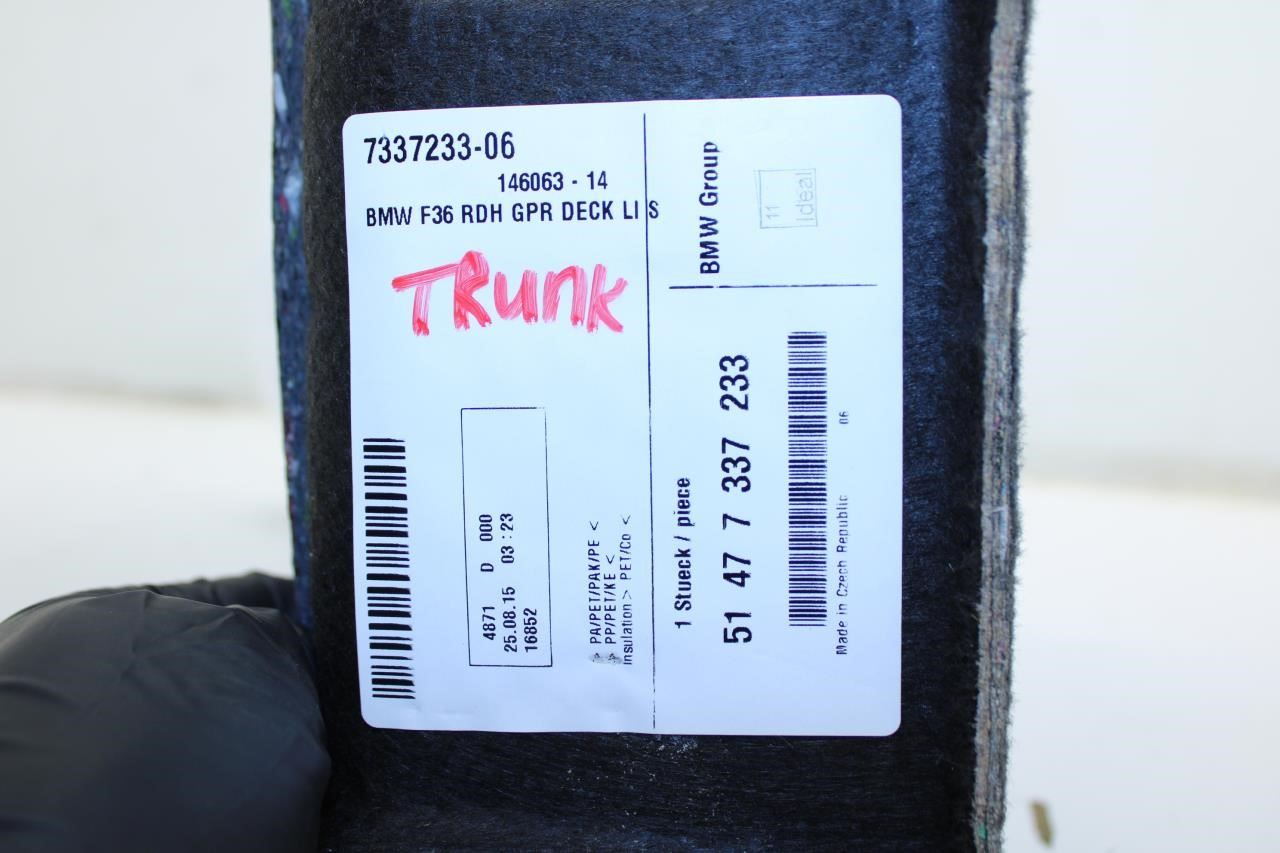 7337233-06
146063 - 14
BMW F36 RDH GPR DECK LI S
TRunk
4871 D 000
25.08.15 03:23
16852
PA/PET/PAK/PE <
PP/PET/KE <
Insulation > PET/Co <
BMW Group
11
Ideal
1 Stueck / piece
51 47 7 337 233
Made in Czech Republic 06